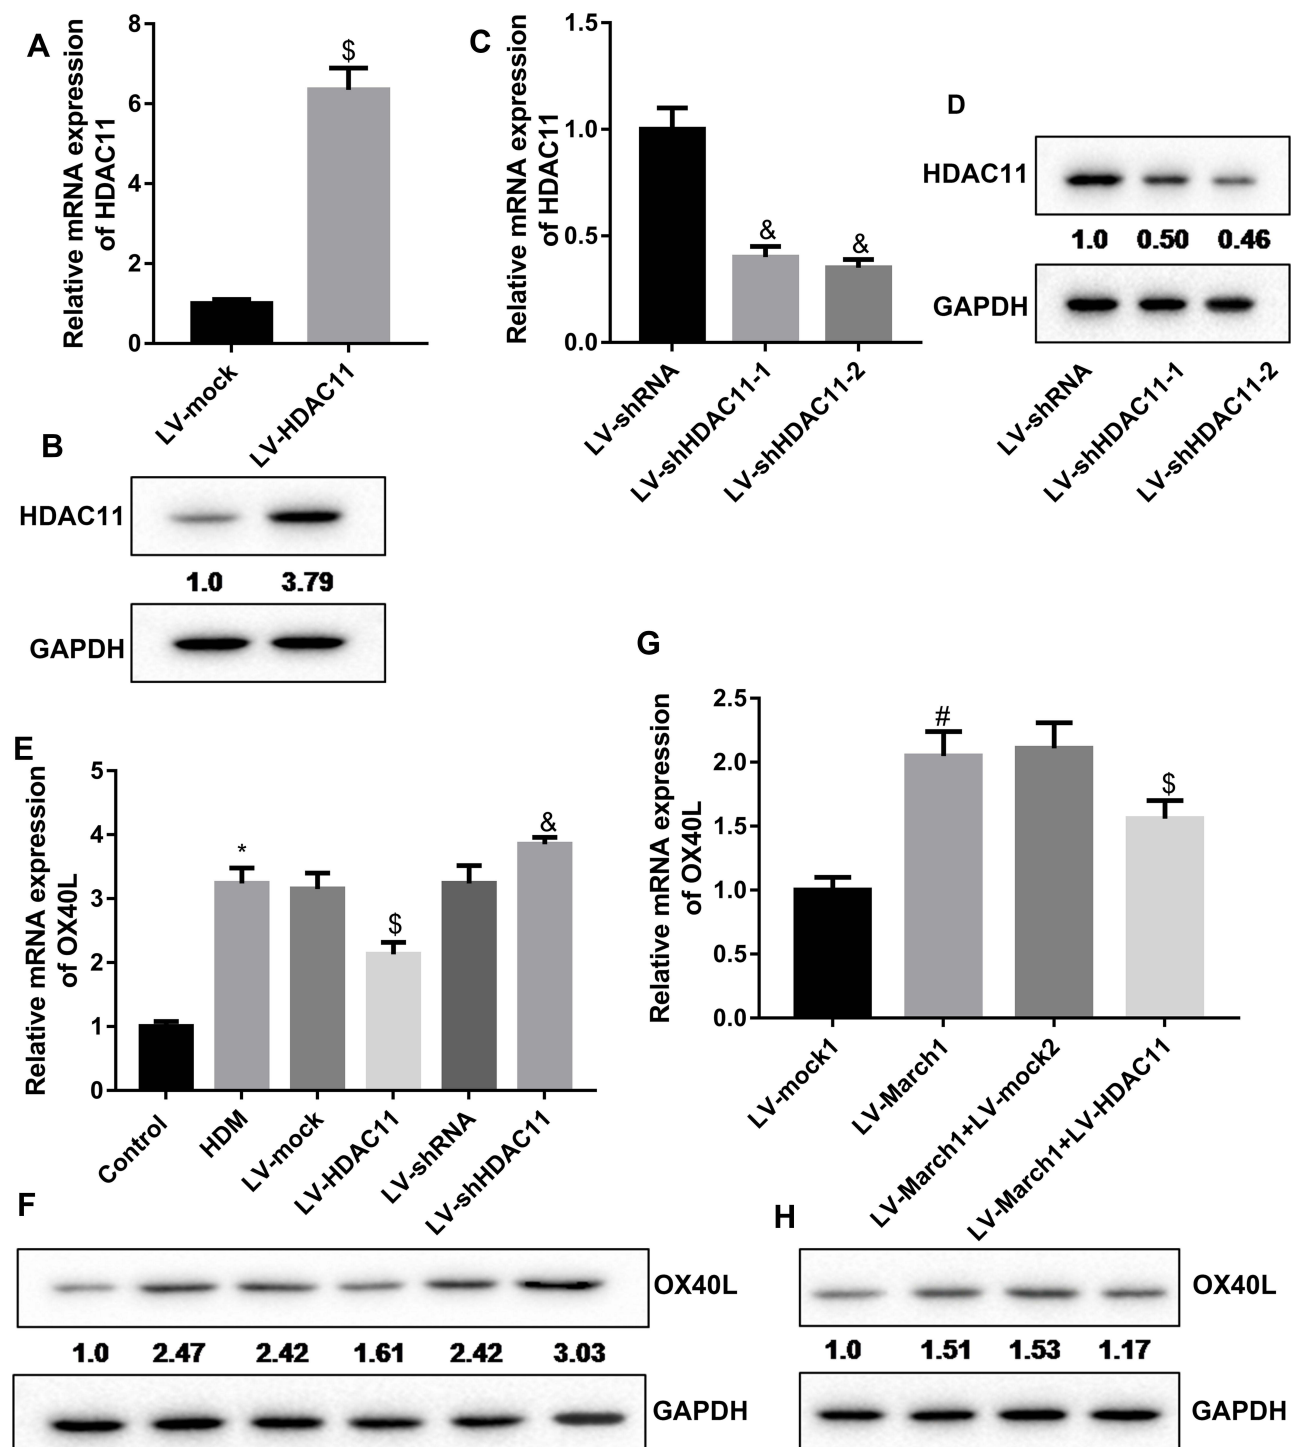 A
Relative mRNA expression
of HDAC11
8
6
4
2
0
$
LV-mock
LV-HDAC11
B
HDAC11
1.0 3.79
GAPDH
C
Relative mRNA expression
of HDAC11
1.5
1.0
0.5
0.0
&
&
LV-shRNA
LV-shHDAC11-1
LV-shHDAC11-2
D
HDAC11
1.0 0.50 0.46
GAPDH
LV-shRNA
LV-shHDAC11-1
LV-shHDAC11-2
E
Relative mRNA expression
of OX40L
5
4
3
2
1
0
*
$
&
Control
HDM
LV-mock
LV-HDAC11
LV-shRNA
LV-shHDAC11
F
OX40L
1.0 2.47 2.42 1.61 2.42 3.03
GAPDH
G
Relative mRNA expression
of OX40L
2.5
2.0
1.5
1.0
0.5
0.0
#
$
LV-mock1
LV-March1
LV-March1+LV-mock2
LV-March1+LV-HDAC11
H
OX40L
1.0 1.51 1.53 1.17
GAPDH